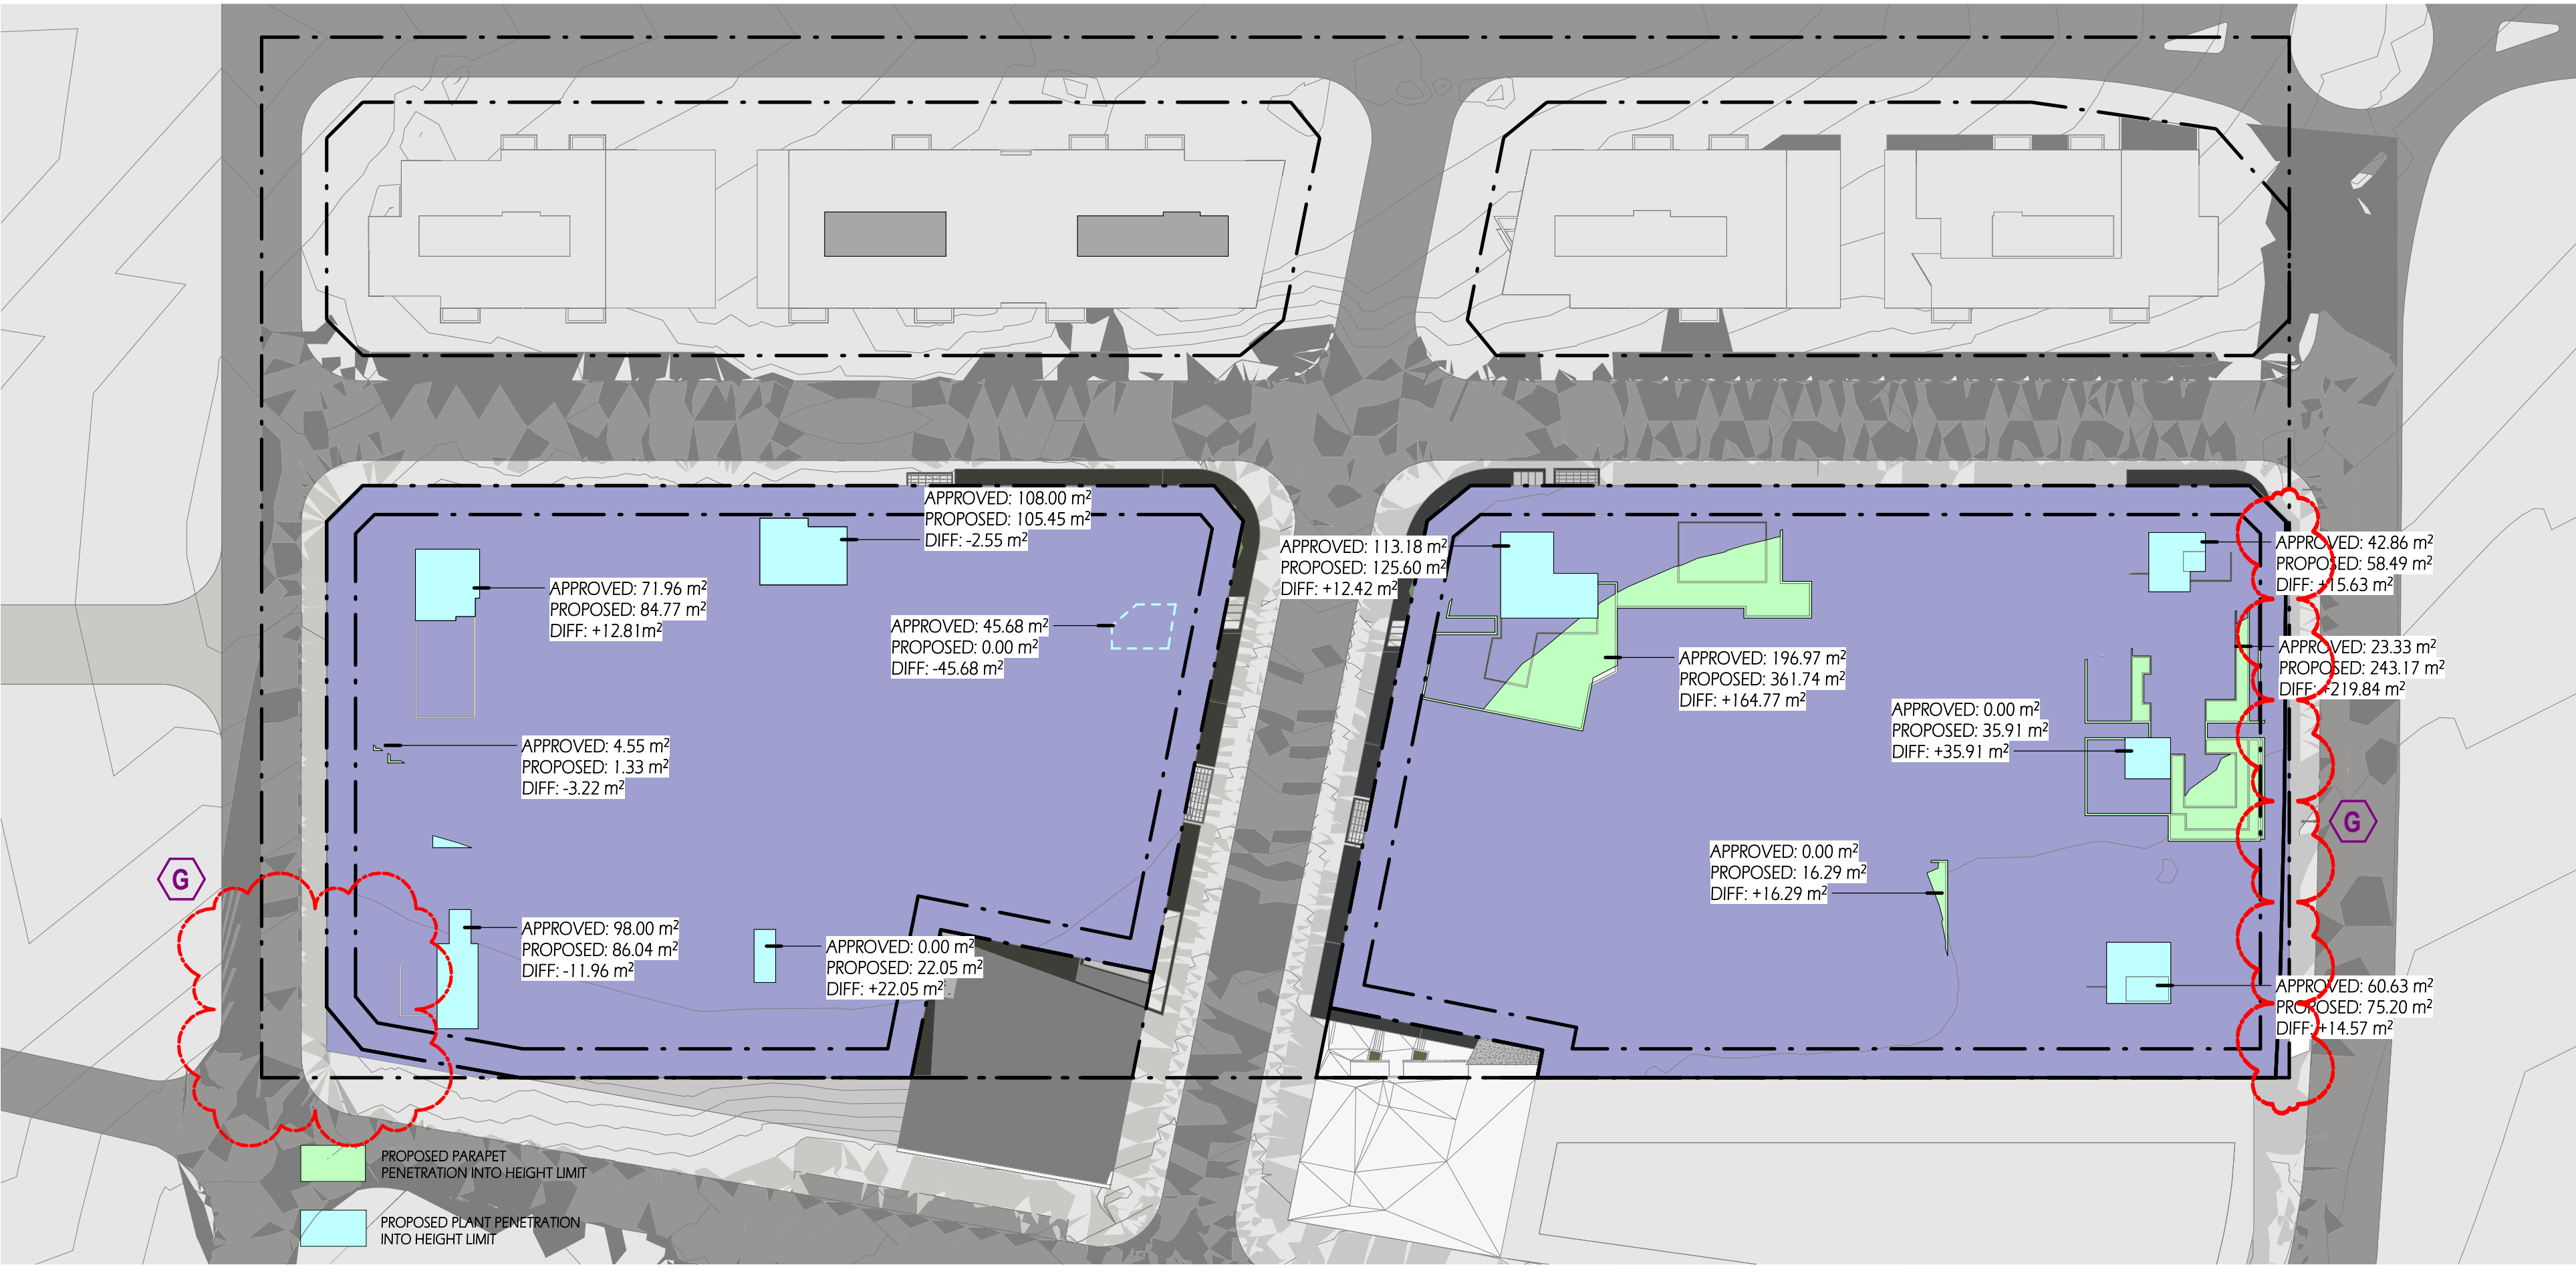 APPROVED: 108.00 m²
PROPOSED: 105.45 m²
DIFF: -2.55 m²
APPROVED: 71.96 m²
PROPOSED: 84.77 m²
DIFF: +12.81m²
APPROVED: 45.68 m²
PROPOSED: 0.00 m²
DIFF: -45.68 m²
APPROVED: 4.55 m²
PROPOSED: 1.33 m²
DIFF: -3.22 m²
G
APPROVED: 98.00 m²
PROPOSED: 86.04 m²
DIFF: -11.96 m²
APPROVED: 0.00 m²
PROPOSED: 22.05 m²
DIFF: +22.05 m²
APPROVED: 113.18 m²
PROPOSED: 125.60 m²
DIFF: +12.42 m²
APPROVED: 196.97 m²
PROPOSED: 361.74 m²
DIFF: +164.77 m²
APPROVED: 42.86 m²
PROPOSED: 58.49 m²
DIFF: +15.63 m²
APPROVED: 23.33 m²
PROPOSED: 243.17 m²
DIFF: +219.84 m²
APPROVED: 0.00 m²
PROPOSED: 35.91 m²
DIFF: +35.91 m²
G
APPROVED: 0.00 m²
PROPOSED: 16.29 m²
DIFF: +16.29 m²
APPROVED: 60.63 m²
PROPOSED: 75.20 m²
DIFF: +14.57 m²
PROPOSED PARAPET
PENETRATION INTO HEIGHT LIMIT
PROPOSED PLANT PENETRATION
INTO HEIGHT LIMIT